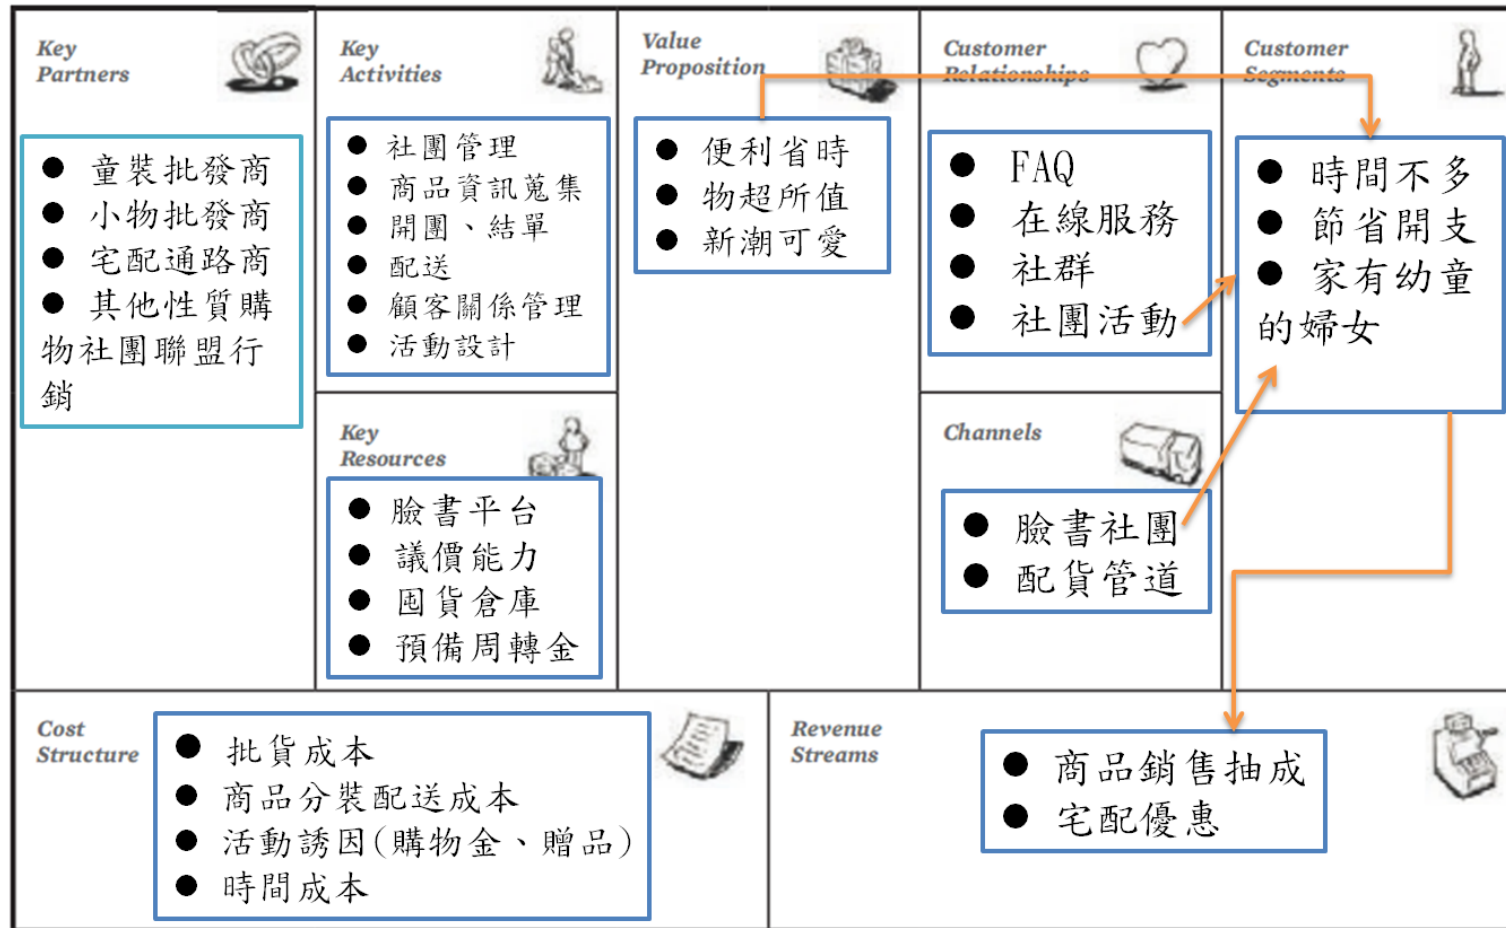 Key
Partners
童裝批發商
小物批發商
宅配通路商
其他性質購
物社團聯盟行
銷
Key
Activities
社團管理
商品資訊蒐集
開團、結單
配送
顧客關係管理
活動設計
Key
Resources
臉書平台
議價能力
囤貨倉庫
預備周轉金
Value
Proposition
便利省時
物超所值
新潮可愛
Customer
Relationships
FAQ
在線服務
社群
社團活動
Channels
臉書社團
配貨管道
Customer
Segments
時間不多
節省開支
家有幼童
的婦女
Cost
Structure
批貨成本
商品分裝配送成本
活動誘因(購物金、贈品)
時間成本
Revenue
Streams
商品銷售抽成
宅配優惠